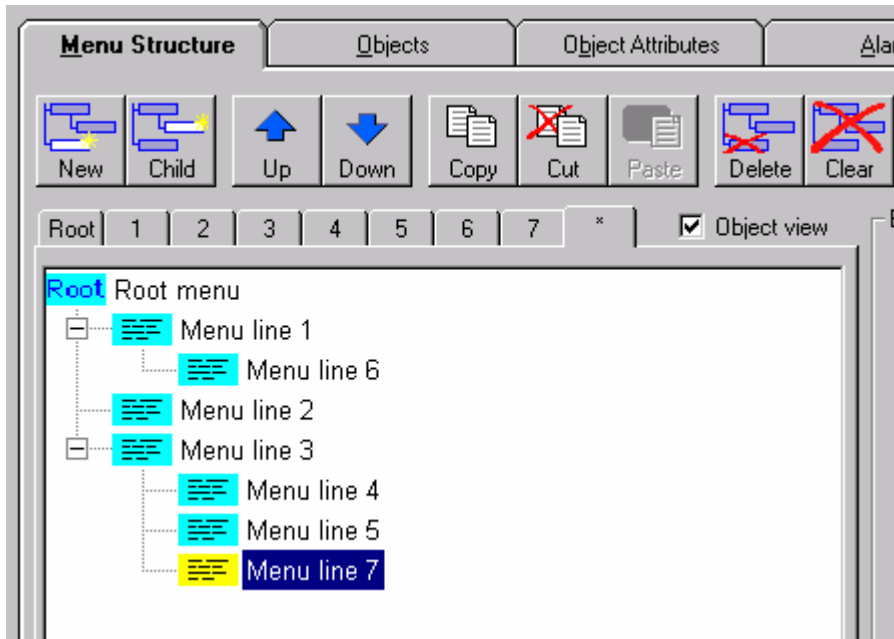 Menu Structure Objects Object Attributes
New Child Up Down Copy Cut Paste Delete Clear
Root 1 2 3 4 5 6 7 * Object view
Root Root menu
Menu line 1
Menu line 6
Menu line 2
Menu line 3
Menu line 4
Menu line 5
Menu line 7